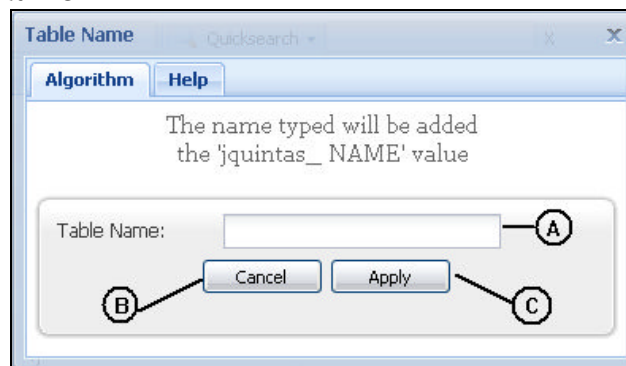 Table Name
Quicksearch
x
x
Algorithm Help
The name typed will be added
the 'jquintas_ NAME' value
Table Name:
A
Cancel Apply
B
C